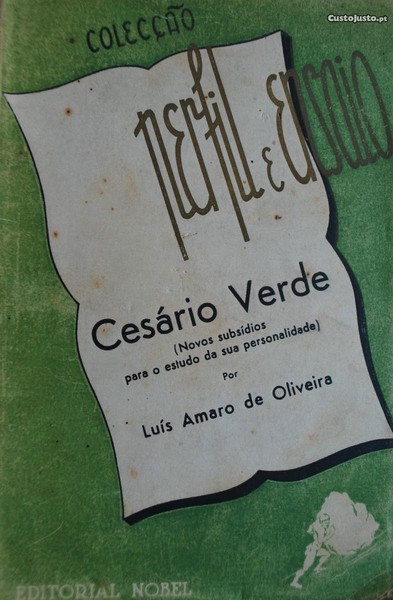 CustoJusto.pt
COLECÇÃO
Perfil e Ensaio
Cesário Verde
(Novos subsídios
para o estudo da sua personalidade)
Por
Luís Amaro de Oliveira
EDITORIAL NOBEL